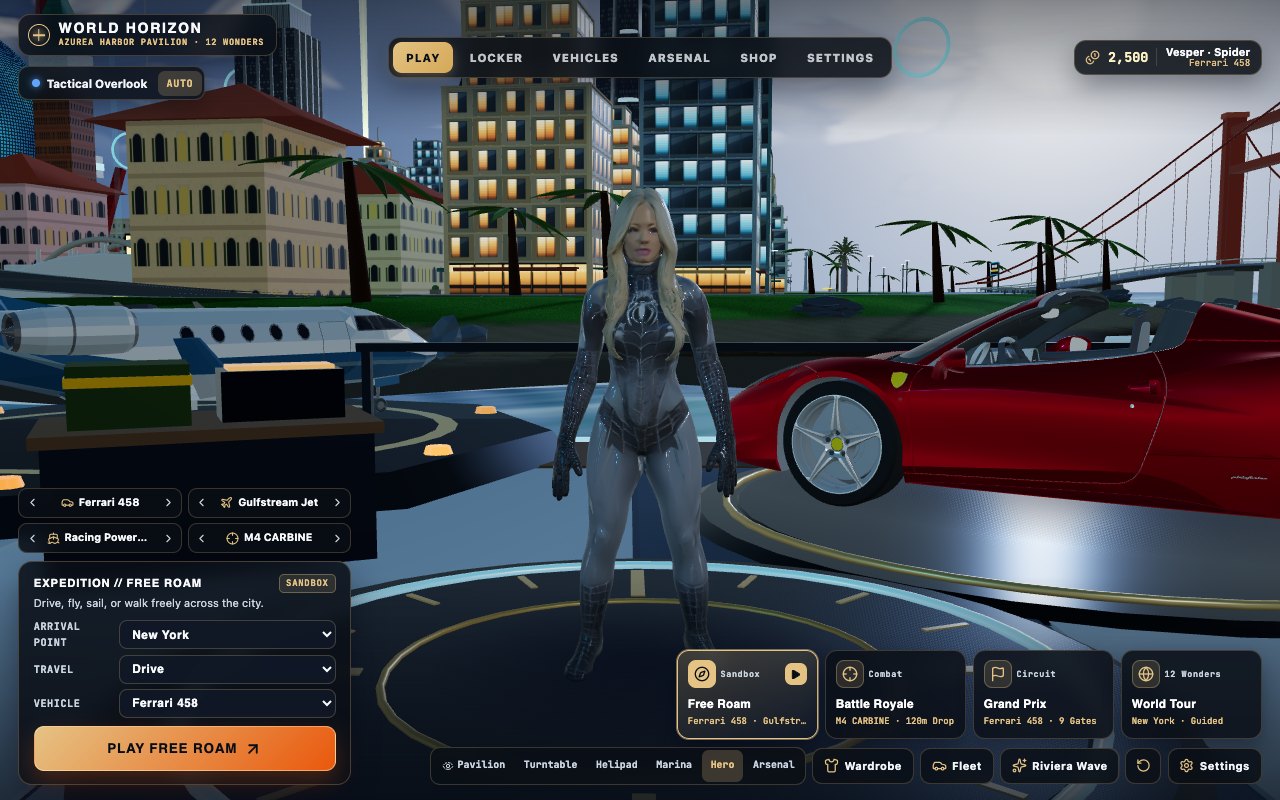 WORLD HORIZON
AZUREA HARBOR PAVILION · 12 WONDERS
Tactical Overlook AUTO
PLAY LOCKER VEHICLES ARSENAL SHOP SETTINGS
2,500 Vesper · Spider
Ferrari 458
Ferrari 458 Gulfstream Jet
Racing Power... M4 CARBINE
EXPEDITION // FREE ROAM SANDBOX
Drive, fly, sail, or walk freely across the city.
ARRIVAL POINT New York
TRAVEL Drive
VEHICLE Ferrari 458
PLAY FREE ROAM
Sandbox
Free Roam
Ferrari 458 · Gulfstr...
Combat
Battle Royale
M4 CARBINE · 120m Drop
Circuit
Grand Prix
Ferrari 458 · 9 Gates
12 Wonders
World Tour
New York · Guided
Pavilion Turntable Helipad Marina Hero Arsenal
Wardrobe Fleet Riviera Wave Settings